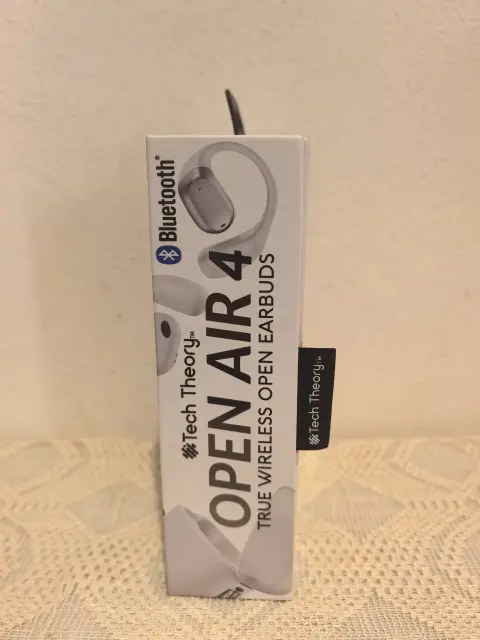 Bluetooth®
Tech Theory™
OPEN AIR 4
TRUE WIRELESS OPEN EARBUDS
Tech Theory™